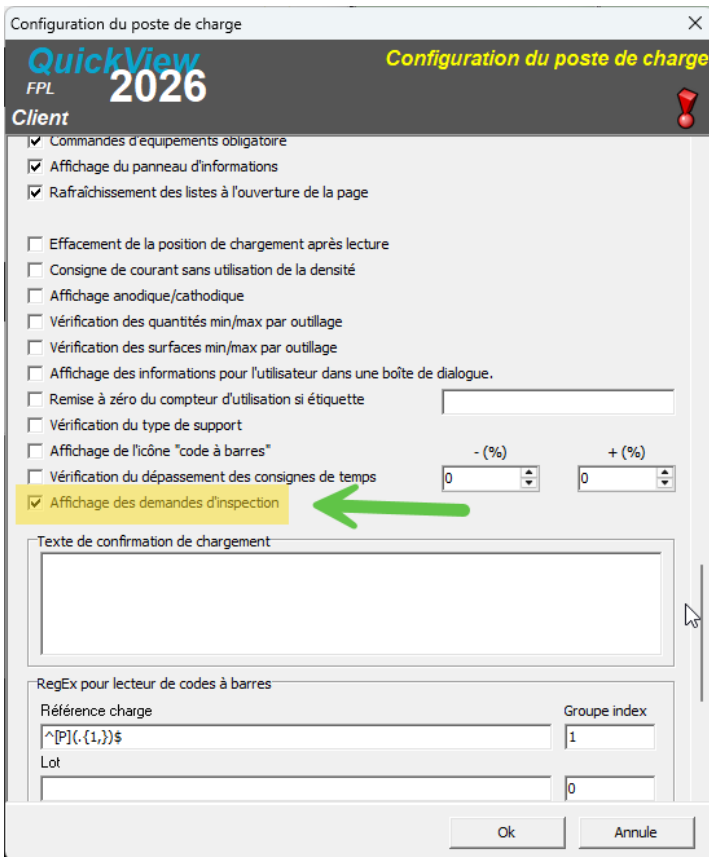 Configuration du poste de charge
QuickView
FPL 2026
Client
Configuration du poste de charge
Commandes d'équipements obligatoire
Affichage du panneau d'informations
Rafraîchissement des listes à l'ouverture de la page
Effacement de la position de chargement après lecture
Consigne de courant sans utilisation de la densité
Affichage anodique/cathodique
Vérification des quantités min/max par outillage
Vérification des surfaces min/max par outillage
Affichage des informations pour l'utilisateur dans une boîte de dialogue.
Remise à zéro du compteur d'utilisation si étiquette
Vérification du type de support
Affichage de l'icône "code à barres" - (%) + (%)
Vérification du dépassement des consignes de temps 0 0
Affichage des demandes d'inspection
Texte de confirmation de chargement
RegEx pour lecteur de codes à barres
Référence charge Groupe index
^[P](.{1,})$ 1
Lot
0
Ok Annule